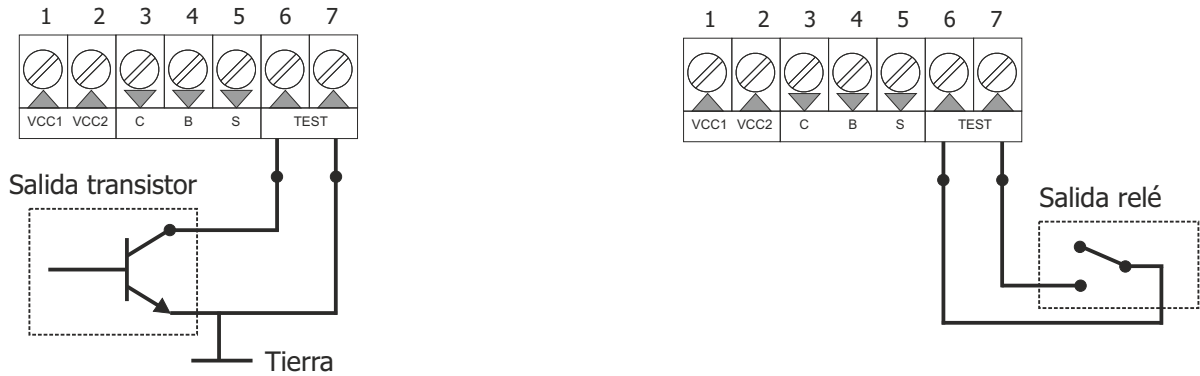 1 2 3 4 5 6 7
VCC1 VCC2 C B S TEST
Salida transistor
Tierra
1 2 3 4 5 6 7
VCC1 VCC2 C B S TEST
Salida relé